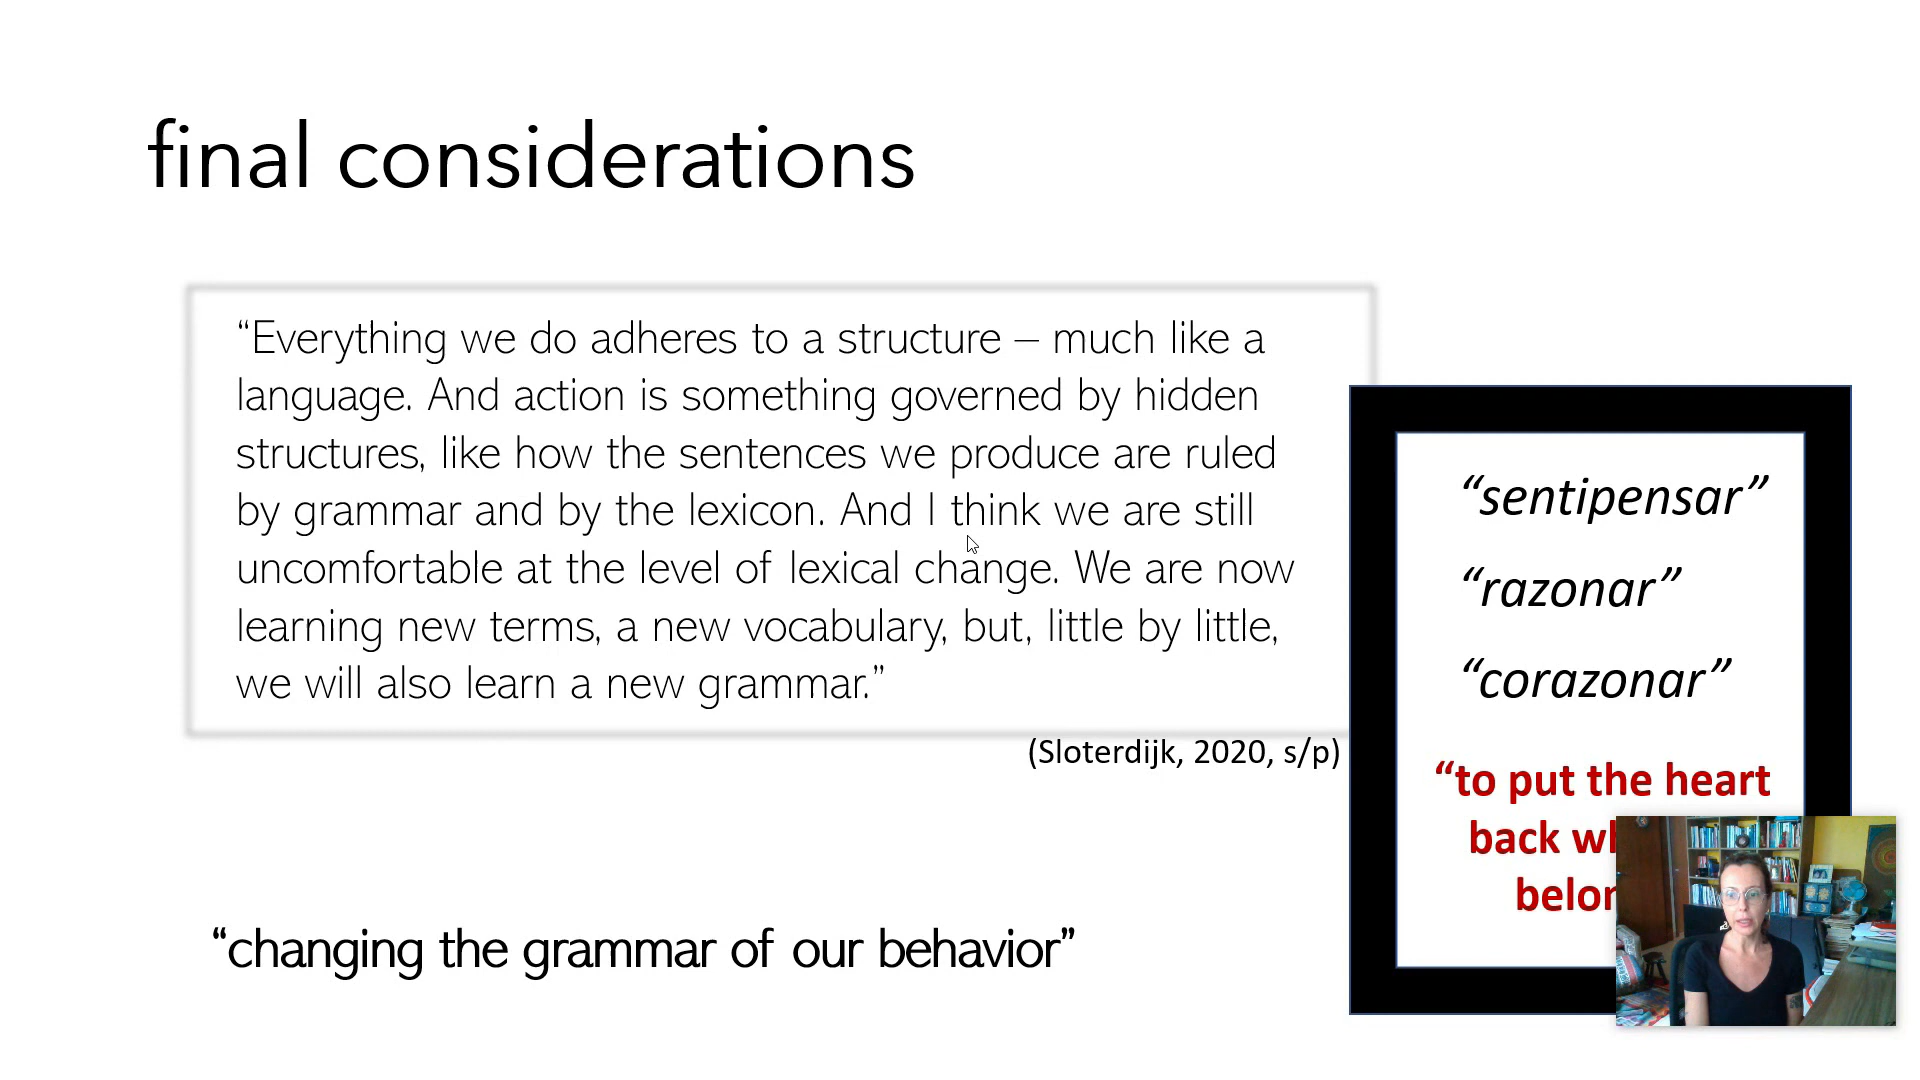 final considerations
“Everything we do adheres to a structure – much like a
language. And action is something governed by hidden
structures, like how the sentences we produce are ruled
by grammar and by the lexicon. And I think we are still
uncomfortable at the level of lexical change. We are now
learning new terms, a new vocabulary, but, little by little,
we will also learn a new grammar.”
(Sloterdijk, 2020, s/p)
“changing the grammar of our behavior”
“sentipensar”
“razonar”
“corazonar”
“to put the heart
back